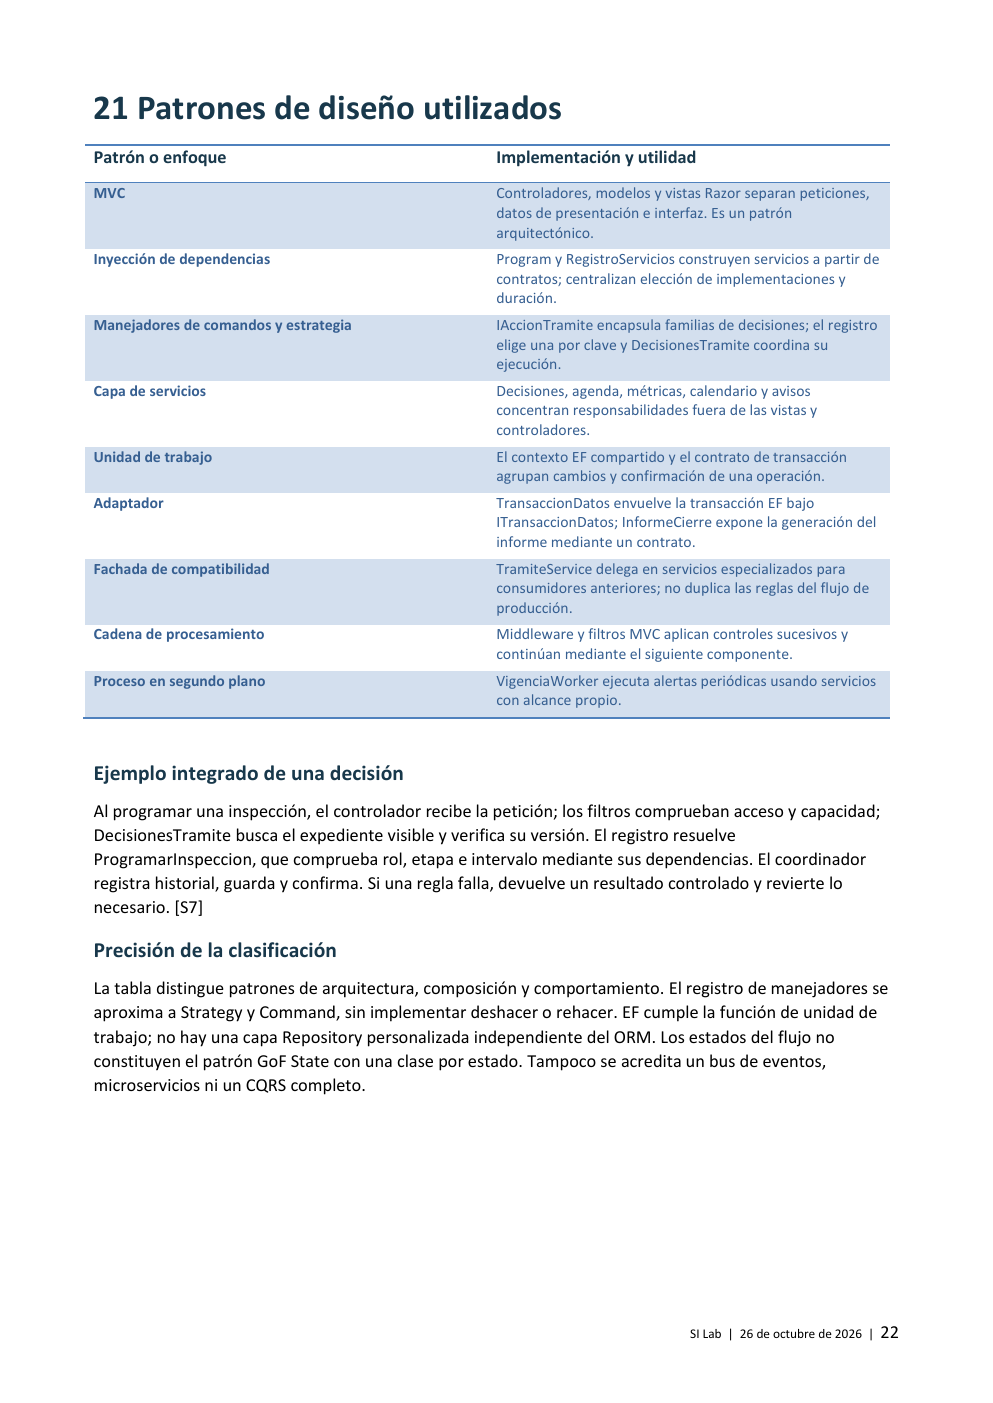 21 Patrones de diseño utilizados
Patrón o enfoque
Implementación y utilidad
MVC
Controladores, modelos y vistas Razor separan peticiones,
datos de presentación e interfaz. Es un patrón
arquitectónico.
Inyección de dependencias
Program y RegistroServicios construyen servicios a partir de
contratos; centralizan elección de implementaciones y
duración.
Manejadores de comandos y estrategia
IAccionTramite encapsula familias de decisiones; el registro
elige una por clave y DecisionesTramite coordina su
ejecución.
Capa de servicios
Decisiones, agenda, métricas, calendario y avisos
concentran responsabilidades fuera de las vistas y
controladores.
Unidad de trabajo
El contexto EF compartido y el contrato de transacción
agrupan cambios y confirmación de una operación.
Adaptador
TransaccionDatos envuelve la transacción EF bajo
ITransaccionDatos; InformeCierre expone la generación del
informe mediante un contrato.
Fachada de compatibilidad
TramiteService delega en servicios especializados para
consumidores anteriores; no duplica las reglas del flujo de
producción.
Cadena de procesamiento
Middleware y filtros MVC aplican controles sucesivos y
continúan mediante el siguiente componente.
Proceso en segundo plano
VigenciaWorker ejecuta alertas periódicas usando servicios
con alcance propio.
Ejemplo integrado de una decisión
Al programar una inspección, el controlador recibe la petición; los filtros comprueban acceso y capacidad;
DecisionesTramite busca el expediente visible y verifica su versión. El registro resuelve
ProgramarInspeccion, que comprueba rol, etapa e intervalo mediante sus dependencias. El coordinador
registra historial, guarda y confirma. Si una regla falla, devuelve un resultado controlado y revierte lo
necesario. [S7]
Precisión de la clasificación
La tabla distingue patrones de arquitectura, composición y comportamiento. El registro de manejadores se
aproxima a Strategy y Command, sin implementar deshacer o rehacer. EF cumple la función de unidad de
trabajo; no hay una capa Repository personalizada independiente del ORM. Los estados del flujo no
constituyen el patrón GoF State con una clase por estado. Tampoco se acredita un bus de eventos,
microservicios ni un CQRS completo.
SI Lab | 26 de octubre de 2026 | 22